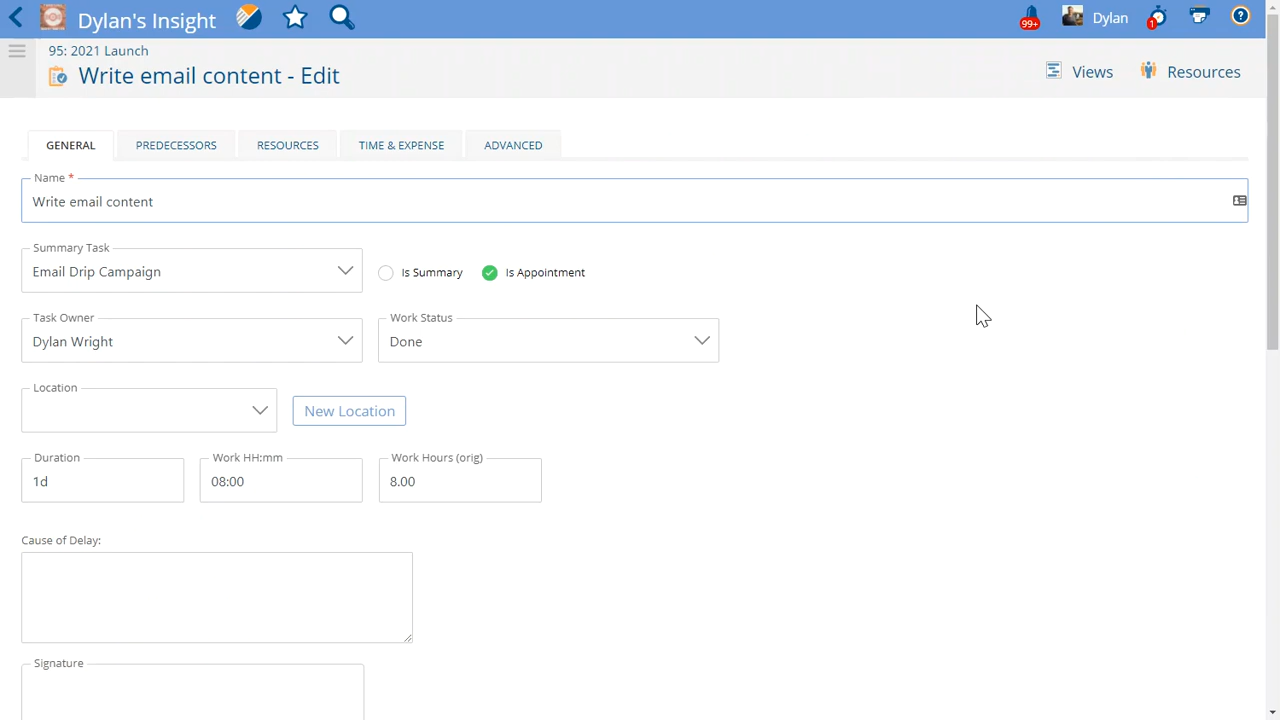 Dylan's Insight
99+
Dylan
1
?
95: 2021 Launch
Write email content - Edit
Views
Resources
GENERAL
PREDECESSORS
RESOURCES
TIME & EXPENSE
ADVANCED
Name *
Write email content
Summary Task
Email Drip Campaign
Is Summary
Is Appointment
Task Owner
Dylan Wright
Work Status
Done
Location
New Location
Duration
1d
Work HH:mm
08:00
Work Hours (orig)
8.00
Cause of Delay:
Signature